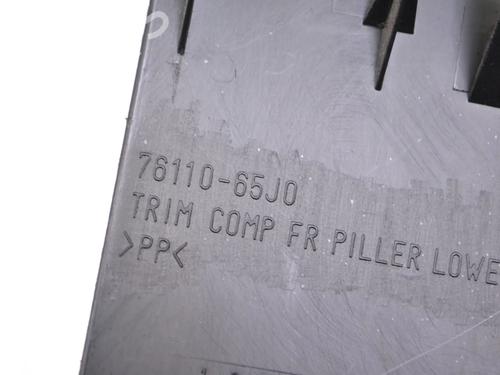 76110-65J0
TRIM COMP FR PILLER LOWE
>PP<